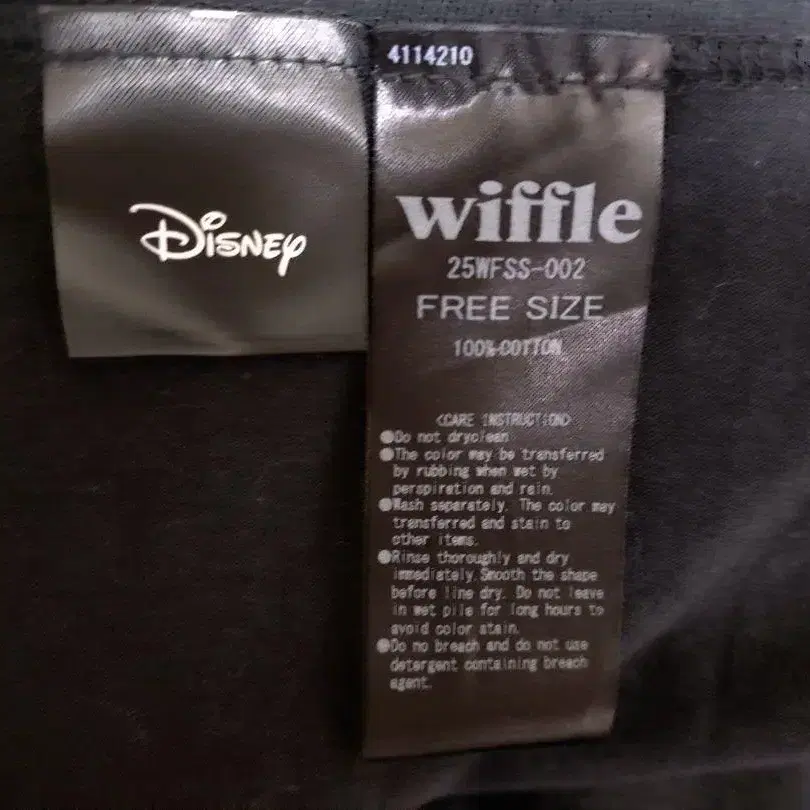 Disney
4114210
wiffle
25WFSS-002
FREE SIZE
100% COTTON
<CARE INSTRUCTION>
●Do not dryclean
●The color may be transferred
by rubbing when wet by
perspiration and rain.
●Wash separately. The color may
transferred and stain to
other items.
●Rinse thoroughly and dry
immediately. Smooth the shape
before line dry. Do not leave
in wet pile for long hours to
avoid color stain.
●Do no breach and do not use
detergent containing breach
agent.